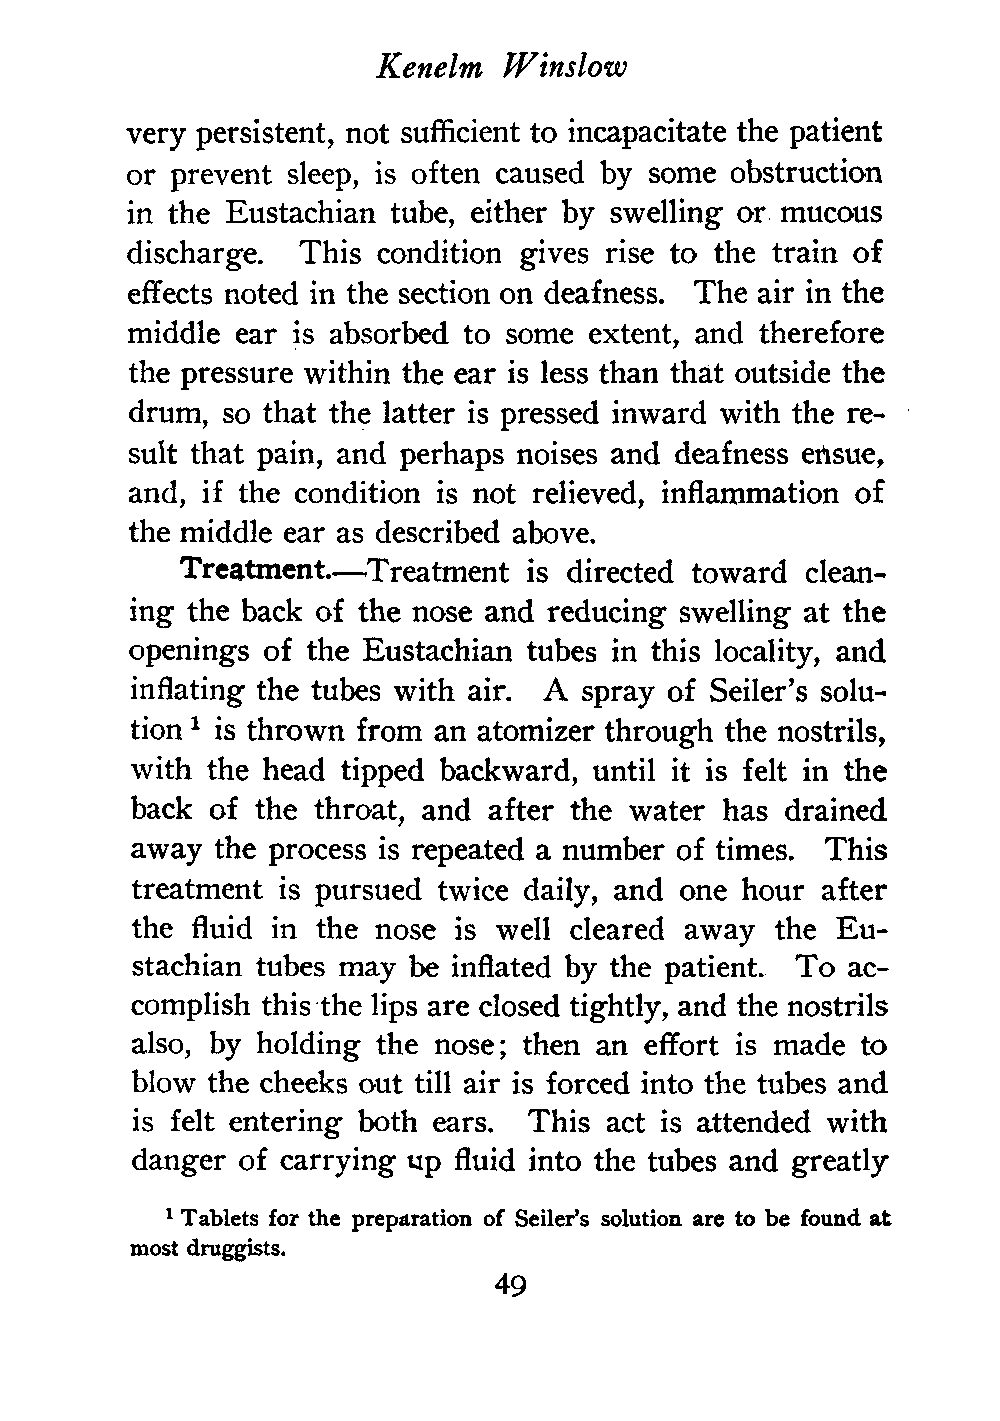 Kenelm Winslow
very persistent, not sufficient to incapacitate the patient
or prevent sleep, is often caused by some obstruction
in the Eustachian tube, either by swelling or mucous
discharge. This condition gives rise to the train of
effects noted in the section on deafness. The air in the
middle ear is absorbed to some extent, and therefore
the pressure within the ear is less than that outside the
drum, so that the latter is pressed inward with the re-
sult that pain, and perhaps noises and deafness ensue,
and, if the condition is not relieved, inflammation of
the middle ear as described above.
Treatment.—Treatment is directed toward clean-
ing the back of the nose and reducing swelling at the
openings of the Eustachian tubes in this locality, and
inflating the tubes with air. A spray of Seiler's solu-
tion ¹ is thrown from an atomizer through the nostrils,
with the head tipped backward, until it is felt in the
back of the throat, and after the water has drained
away the process is repeated a number of times. This
treatment is pursued twice daily, and one hour after
the fluid in the nose is well cleared away the Eu-
stachian tubes may be inflated by the patient. To ac-
complish this the lips are closed tightly, and the nostrils
also, by holding the nose; then an effort is made to
blow the cheeks out till air is forced into the tubes and
is felt entering both ears. This act is attended with
danger of carrying up fluid into the tubes and greatly
¹ Tablets for the preparation of Seiler's solution are to be found at
most druggists.
49